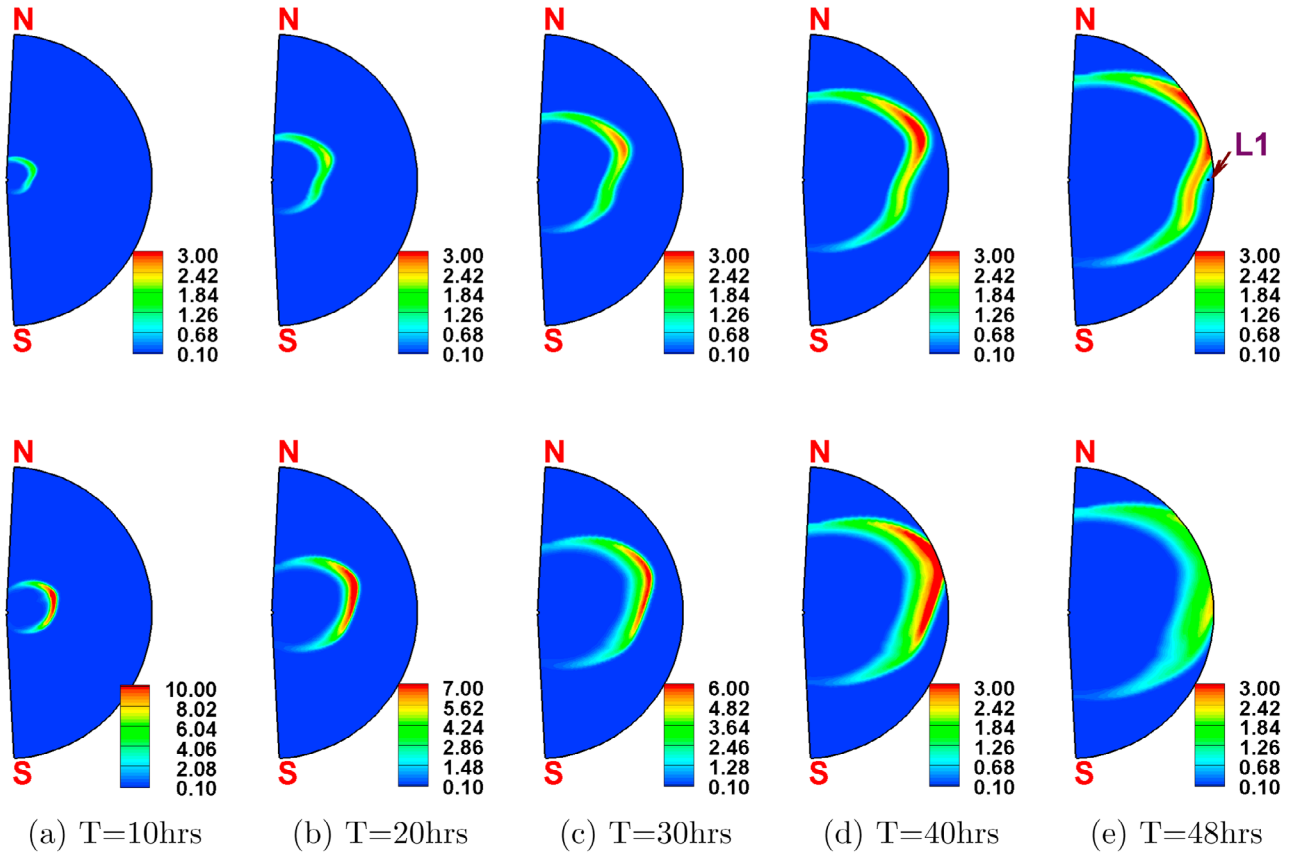 N N N N N
L1
3.00 3.00 3.00 3.00 3.00
2.42 2.42 2.42 2.42 2.42
1.84 1.84 1.84 1.84 1.84
1.26 1.26 1.26 1.26 1.26
0.68 0.68 0.68 0.68 0.68
S S S S S
0.10 0.10 0.10 0.10 0.10
N N N N N
10.00 7.00 6.00 3.00 3.00
8.02 5.62 4.82 2.42 2.42
6.04 4.24 3.64 1.84 1.84
4.06 2.86 2.46 1.26 1.26
2.08 1.48 1.28 0.68 0.68
S S S S S
0.10 0.10 0.10 0.10 0.10
(a) T=10hrs (b) T=20hrs (c) T=30hrs (d) T=40hrs (e) T=48hrs